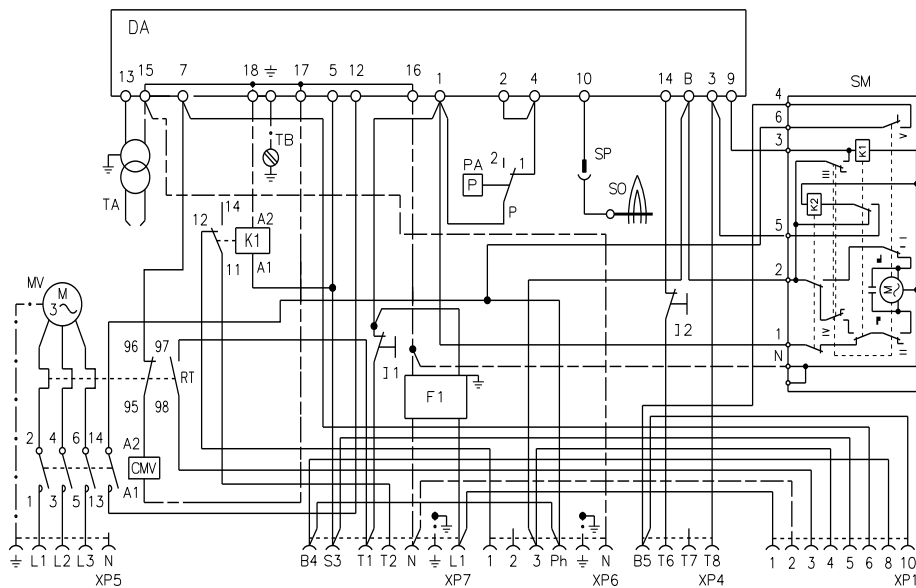 DA
13 15 7 18 17 5 12 16 1 2 4 10 14 B 3 9
SM
4
6
V
3
K1
III
K2
5
I
2
M
1
IV
II
N
TB
TA
PA
P
2
1
P
SP
SO
14
12
A2
K1
11
A1
MV
M
3
96
97
RT
95
98
J1
J2
F1
2 4 6 14
A2
CMV
A1
1 3 5 13
L1 L2 L3 N
XP5
B4 S3 T1 T2 N L1 1 2 3 Ph N B5 T6 T7 T8 1 2 3 4 5 6 8 10
XP7
XP6
XP4
XP1